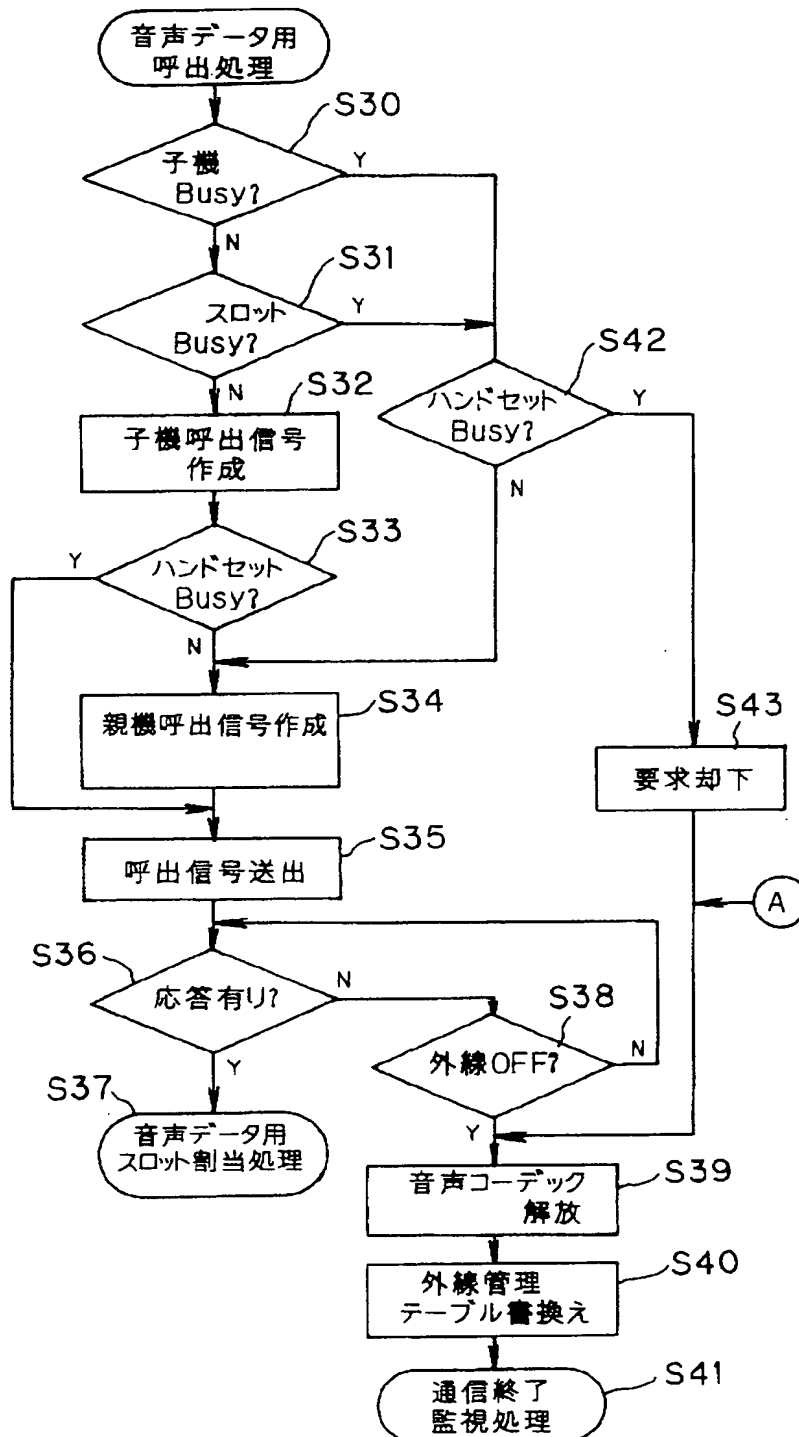 音声データ用
呼出処理
S30
子機
Busy?
Y
N
S31
スロット
Busy?
Y
N
S32
子機呼出信号
作成
S42
ハンドセット
Busy?
Y
N
S33
ハンドセット
Busy?
Y
N
S34
親機呼出信号作成
S43
要求却下
S35
呼出信号送出
A
S36
応答有り?
N
Y
S38
外線OFF?
N
Y
S37
音声データ用
スロット割当処理
S39
音声コーデック
解放
S40
外線管理
テーブル書換え
S41
通信終了
監視処理